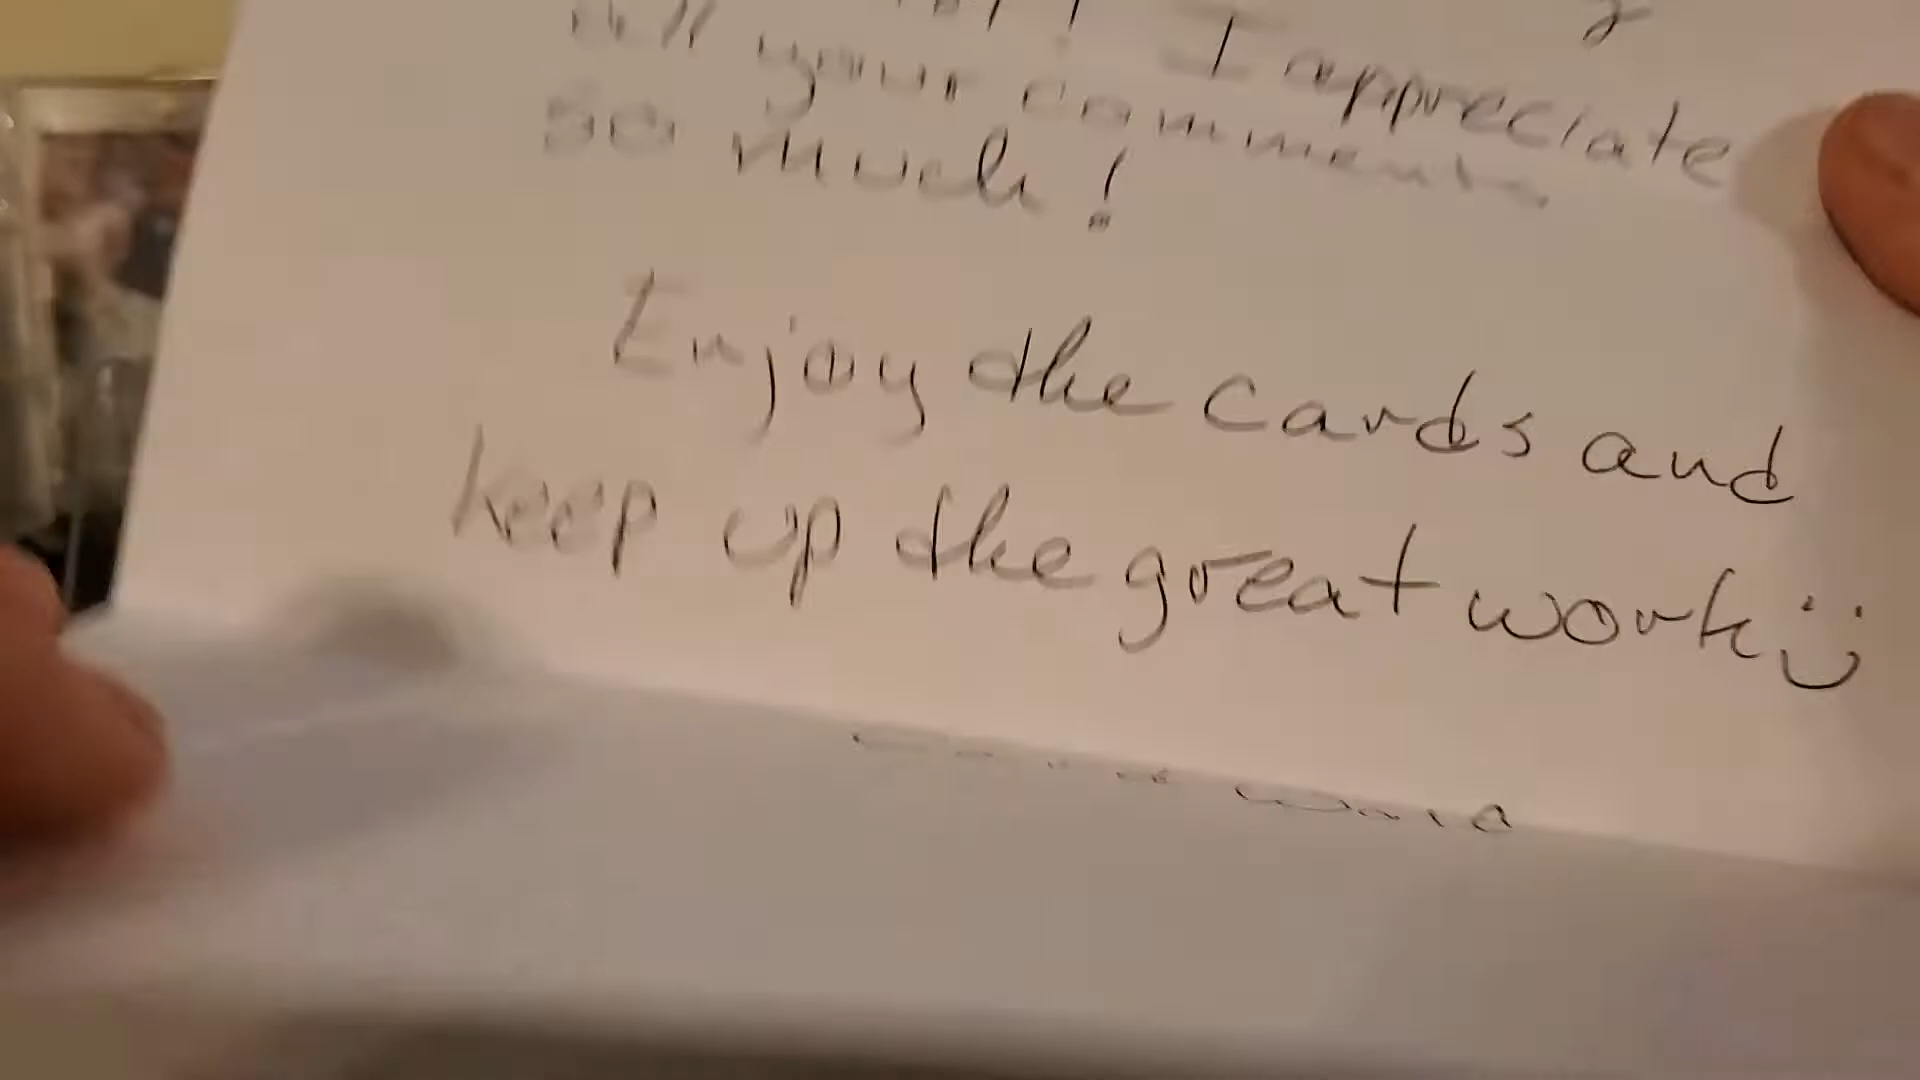 ! I appreciate
all your comments
so much!
Enjoy the cards and
keep up the great work